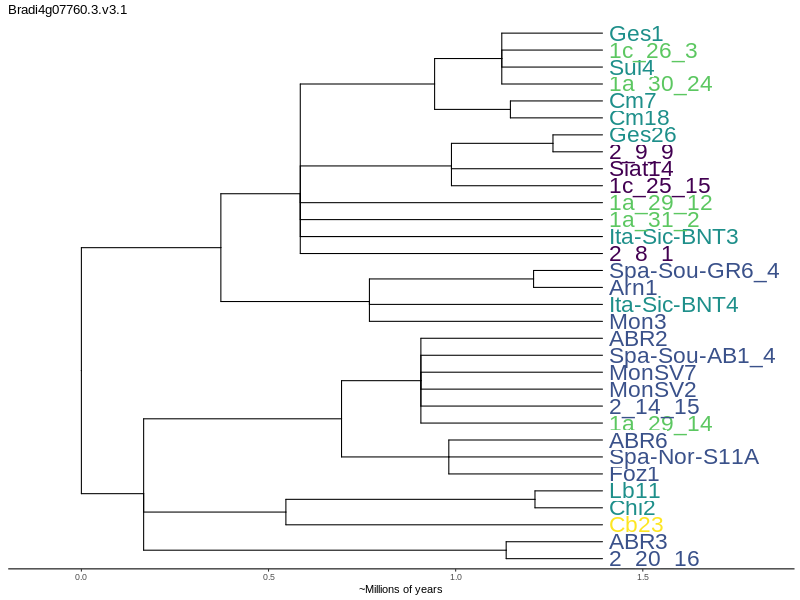 Bradi4g07760.3.v3.1
Ges1
1c_26_3
Sul4
1a_30_24
Cm7
Cm18
Ges26
2_9_9
Slat14
1c_25_15
1a_29_12
1a_31_2
Ita-Sic-BNT3
2_8_1
Spa-Sou-GR6_4
Arn1
Ita-Sic-BNT4
Mon3
ABR2
Spa-Sou-AB1_4
MonSV7
MonSV2
2_14_15
1a_29_14
ABR6
Spa-Nor-S11A
Foz1
Lb11
Chi2
Cb23
ABR3
2_20_16
0.0 0.5 1.0 1.5
~Millions of years